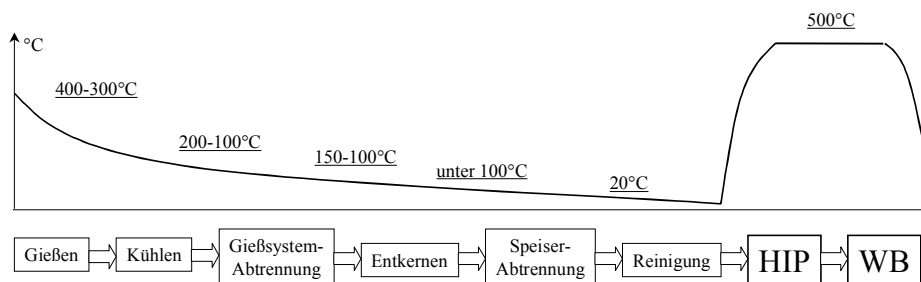 500°C
°C
400-300°C
200-100°C
150-100°C
unter 100°C
20°C
Gießen
Kühlen
Gießsystem-
Abtrennung
Entkernen
Speiser-
Abtrennung
Reinigung
HIP
WB